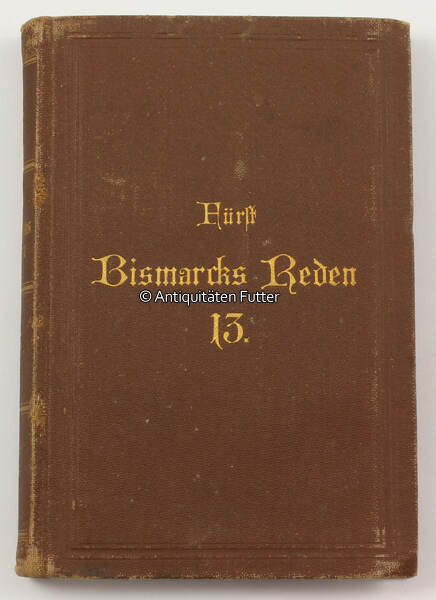 Fürst
Bismarcks Reden
© Antiquitäten Futter
13.